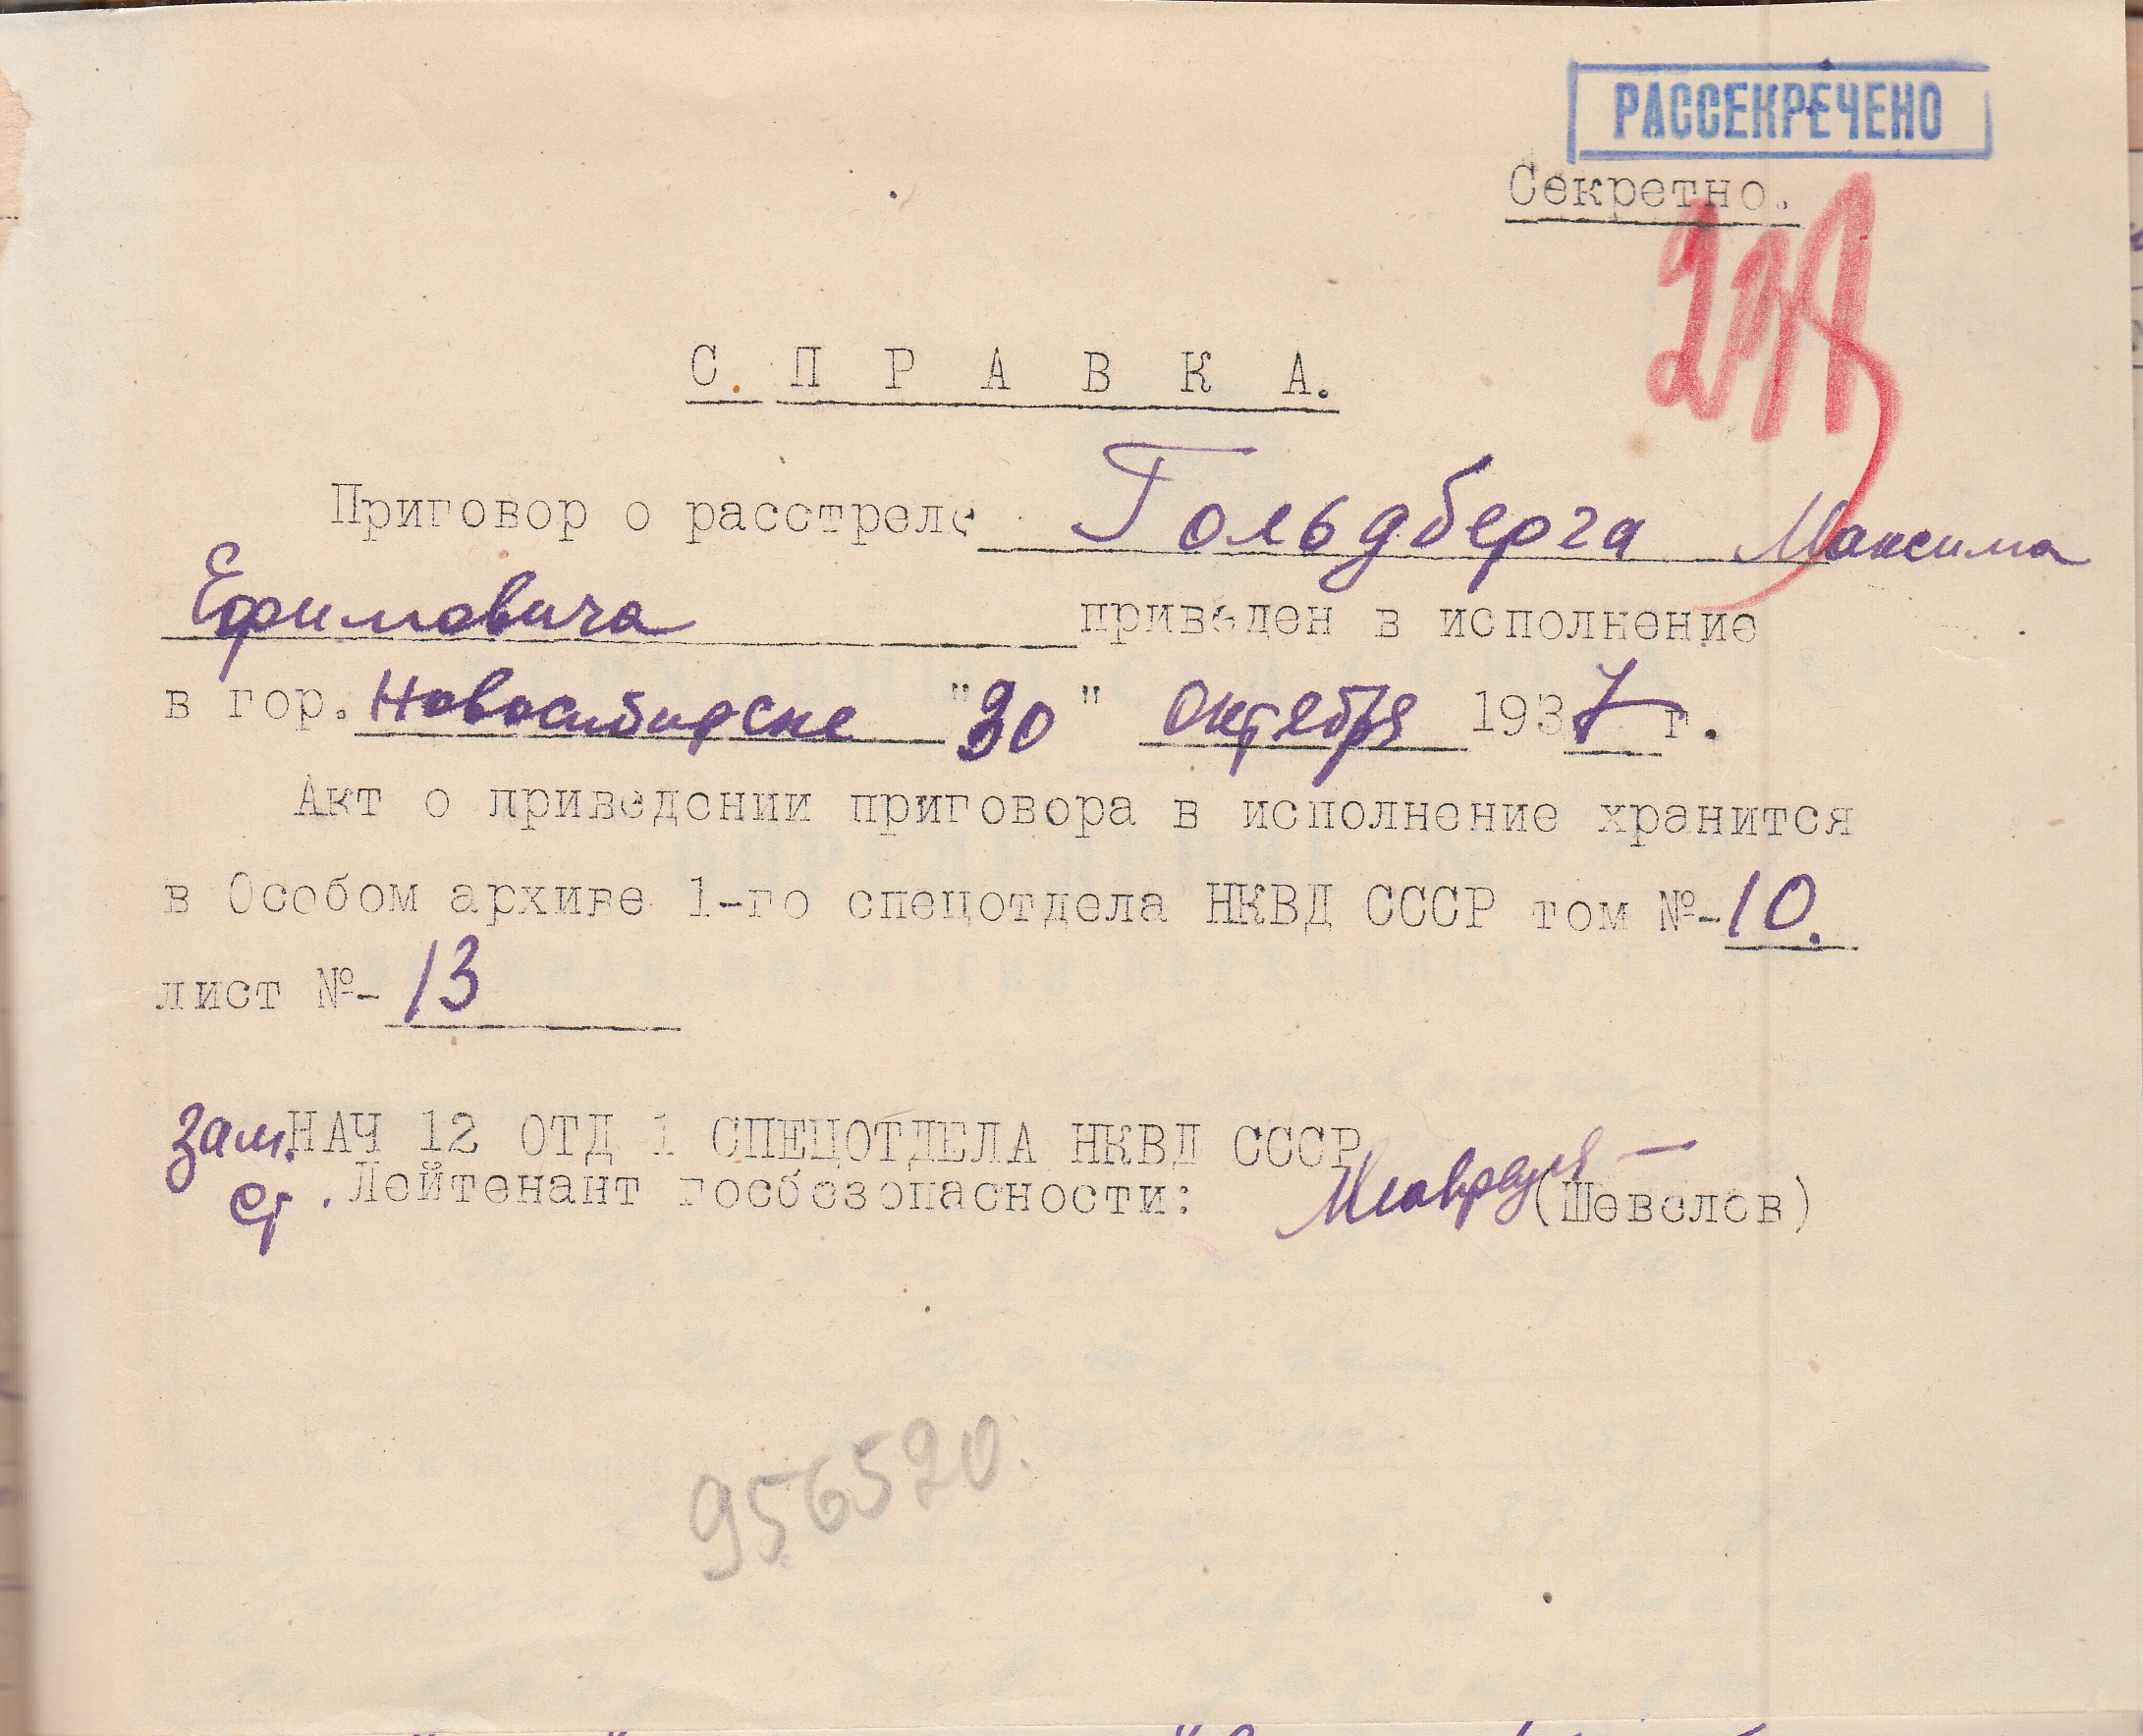 РАССЕКРЕЧЕНО
Секретно.
С П Р А В К А.
Приговор о расстреле Гольдберга Максима
Ефимовича приведен в исполнение
в гор. Новосибирске "30" октября 1937 г.
Акт о приведении приговора в исполнение хранится
в Особом архиве 1-го спецотдела НКВД СССР том №-10.
лист №- 13
Зам.НАЧ 12 ОТД 1 СПЕЦОТДЕЛА НКВД СССР
Ст. Лейтенант госбезопасности: (Шевелев)
956520.